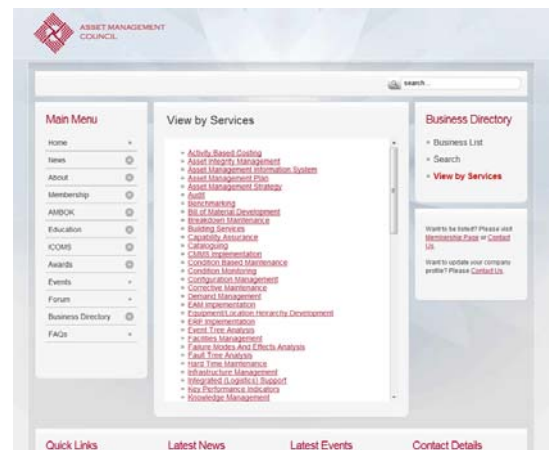 ASSET MANAGEMENT
COUNCIL
search...
Main Menu
Home
News
About
Membership
AMBOK
Education
ICOMS
Awards
Events
Forum
Business Directory
FAQs
View by Services
Activity Based Costing
Asset Integrity Management
Asset Management Information System
Asset Management Plan
Asset Management Strategy
Audit
Benchmarking
Bill of Material Development
Breakdown Maintenance
Building Services
Capability Assurance
Cataloguing
CMMS Implementation
Condition Based Maintenance
Condition Monitoring
Configuration Management
Corrective Maintenance
Demand Management
EAM Implementation
Equipment/Location Heirarchy Development
ERP Implementation
Event Tree Analysis
Facilities Management
Failure Modes And Effects Analysis
Fault Tree Analysis
Hard Time Maintenance
Infrastructure Management
Integrated (Logistics) Support
Key Performance Indicators
Knowledge Management
Business Directory
Business List
Search
View by Services
Want to be listed? Please visit
Membership Page or Contact
Us.
Want to update your company
profile? Please Contact Us.
Quick Links
Latest News
Latest Events
Contact Details